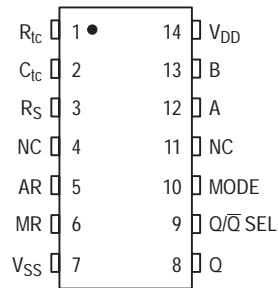 Rtc 1 14 VDD
Ctc 2 13 B
RS 3 12 A
NC 4 11 NC
AR 5 10 MODE
MR 6 9 Q/Q̅ SEL
VSS 7 8 Q